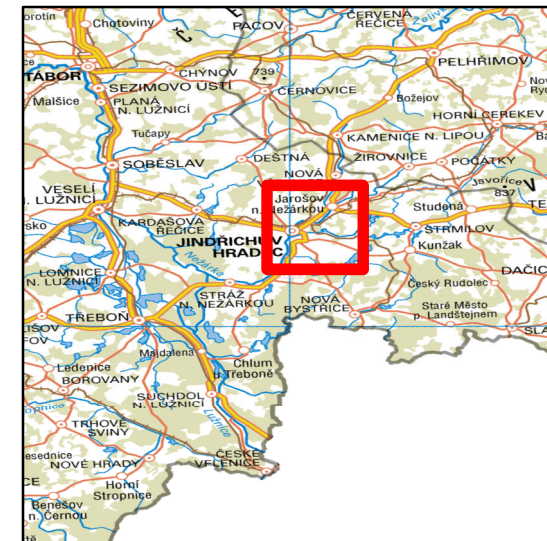 Chotoviny
PACOV
ČERVENÁ
ŘEČICE
Želiv
TÁBOR
CHÝNOV
739
PELHŘIMOV
SEZIMOVO ÚSTÍ
ČERNOVICE
Malšice
PLANÁ
N. LUŽNICÍ
Božejov
HORNÍ CEREKEV
Tučapy
KAMENICE N. LIPOU
SOBĚSLAV
DEŠTNÁ
ŽIROVNICE
POČÁTKY
NOVÁ
VESELÍ
N. LUŽNICÍ
Jarošov
n. Nežárkou
Javořice
837
Studená
KARDAŠOVA
ŘEČICE
STRMILOV
JINDŘICHŮV
HRADEC
Kunžak
Nežárka
LOMNICE
N. LUŽNICÍ
DAČIC
Český Rudolec
STRÁŽ
N. NEŽÁRKOU
NOVÁ
BYSTŘICE
Staré Město
p. Landštejnem
TŘEBOŇ
SLA
Majdalena
Ledenice
Chlum
u Třeboně
BOROVANY
SUCHDOL
N. LUŽNICÍ
Lužnice
TRHOVÉ
SVINY
NOVÉ HRADY
ČESKÉ
VELENICE
Horní
Stropnice
Benešov
n. Černou